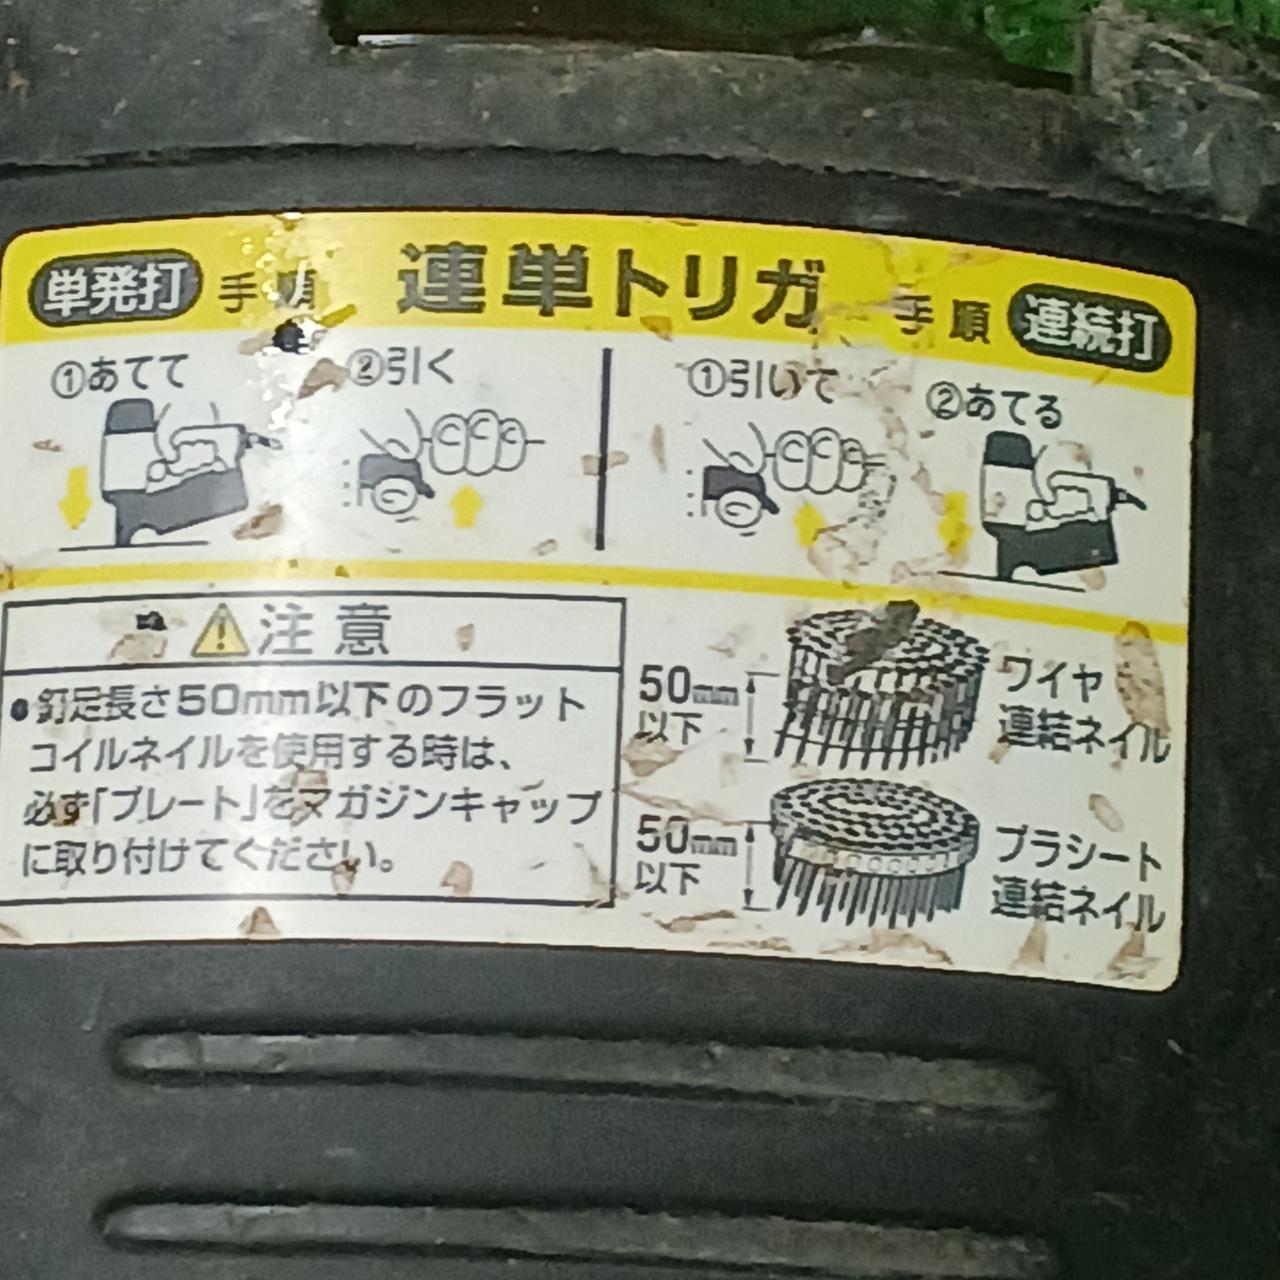 単発打 手順 連単トリガ 手順 連続打
①あてて ②引く ①引いて ②あてる
⚠注意
●釘足長さ50mm以下のフラット
コイルネイルを使用する時は、
必ず「プレート」をマガジンキャップ
に取り付けてください。
50mm
以下
ワイヤ
連結ネイル
50mm
以下
プラシート
連結ネイル